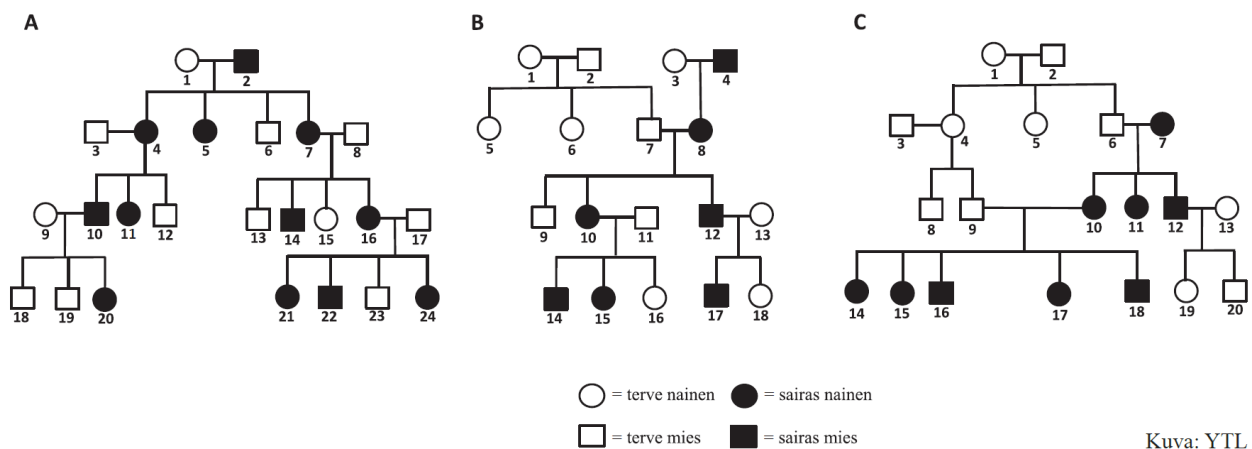 A
B
C
1 2
3 4 5 6 7 8
9 10 11 12 13 14 15 16 17
18 19 20 21 22 23 24
1 2 3 4
5 6 7 8
9 10 11 12 13
14 15 16 17 18
1 2
3 4 5 6 7
8 9 10 11 12 13
14 15 16 17 18 19 20
= terve nainen = sairas nainen
= terve mies = sairas mies
Kuva: YTL